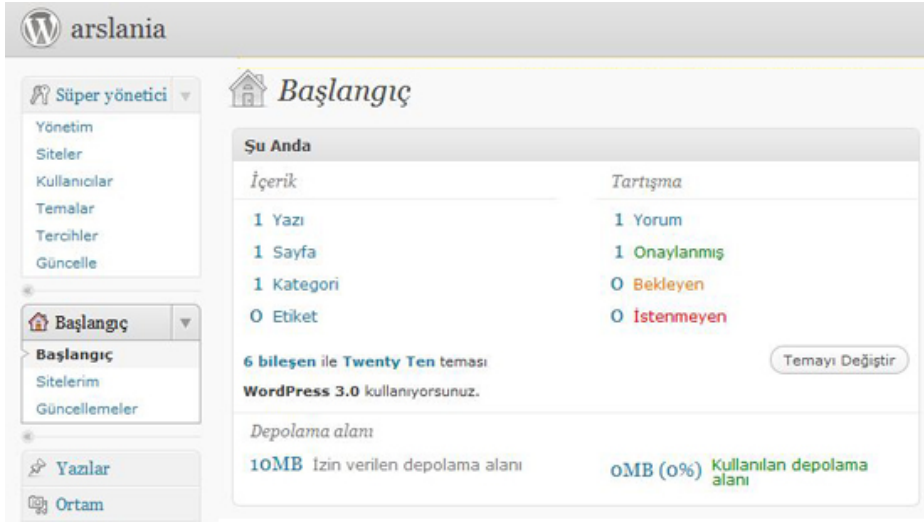 arslania
Süper yönetici
Yönetim
Siteler
Kullanıcılar
Temalar
Tercihler
Güncelle
Başlangıç
Başlangıç
Sitelerim
Güncellemeler
Yazılar
Ortam
Başlangıç
Şu Anda
İçerik
1 Yazı
1 Sayfa
1 Kategori
0 Etiket
Tartışma
1 Yorum
1 Onaylanmış
0 Bekleyen
0 İstenmeyen
6 bileşen ile Twenty Ten teması
Temayı Değiştir
WordPress 3.0 kullanıyorsunuz.
Depolama alanı
10MB İzin verilen depolama alanı
0MB (0%) Kullanılan depolama
alanı